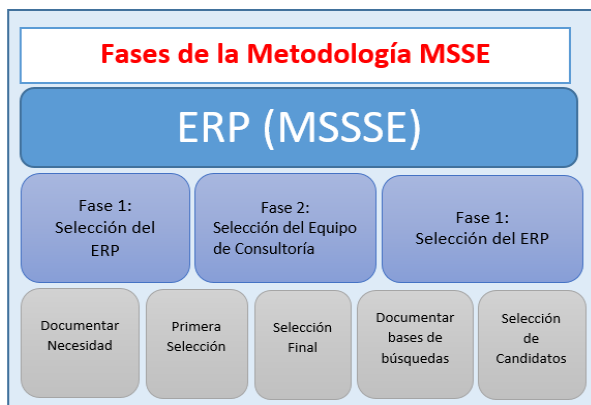 Fases de la Metodología MSSE
ERP (MSSSE)
Fase 1:
Selección del
ERP
Fase 2:
Selección del Equipo
de Consultoría
Fase 1:
Selección del ERP
Documentar
Necesidad
Primera
Selección
Selección
Final
Documentar
bases de
búsquedas
Selección
de
Candidatos